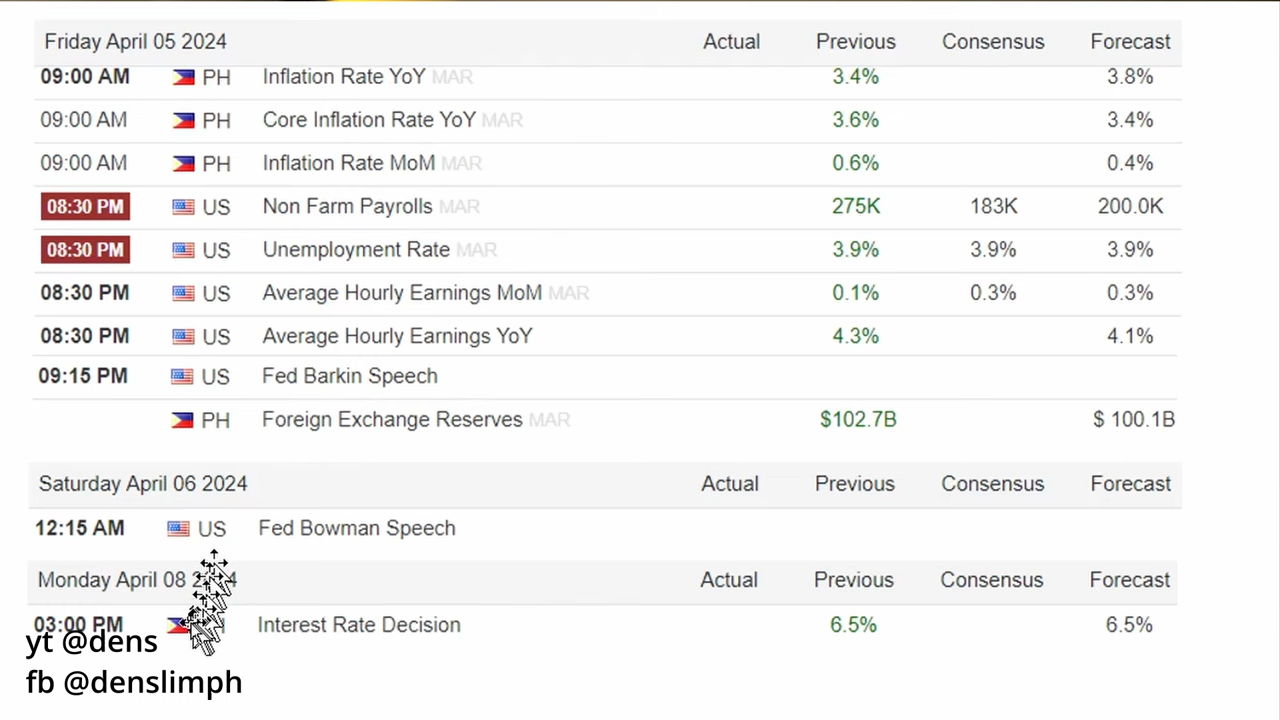 Friday April 05 2024 Actual Previous Consensus Forecast
09:00 AM PH Inflation Rate YoY MAR 3.4% 3.8%
09:00 AM PH Core Inflation Rate YoY MAR 3.6% 3.4%
09:00 AM PH Inflation Rate MoM MAR 0.6% 0.4%
08:30 PM US Non Farm Payrolls MAR 275K 183K 200.0K
08:30 PM US Unemployment Rate MAR 3.9% 3.9% 3.9%
08:30 PM US Average Hourly Earnings MoM MAR 0.1% 0.3% 0.3%
08:30 PM US Average Hourly Earnings YoY 4.3% 4.1%
09:15 PM US Fed Barkin Speech
PH Foreign Exchange Reserves MAR $102.7B $ 100.1B
Saturday April 06 2024 Actual Previous Consensus Forecast
12:15 AM US Fed Bowman Speech
Monday April 08 Actual Previous Consensus Forecast
03:00 PM Interest Rate Decision 6.5% 6.5%
yt @dens
fb @denslimph